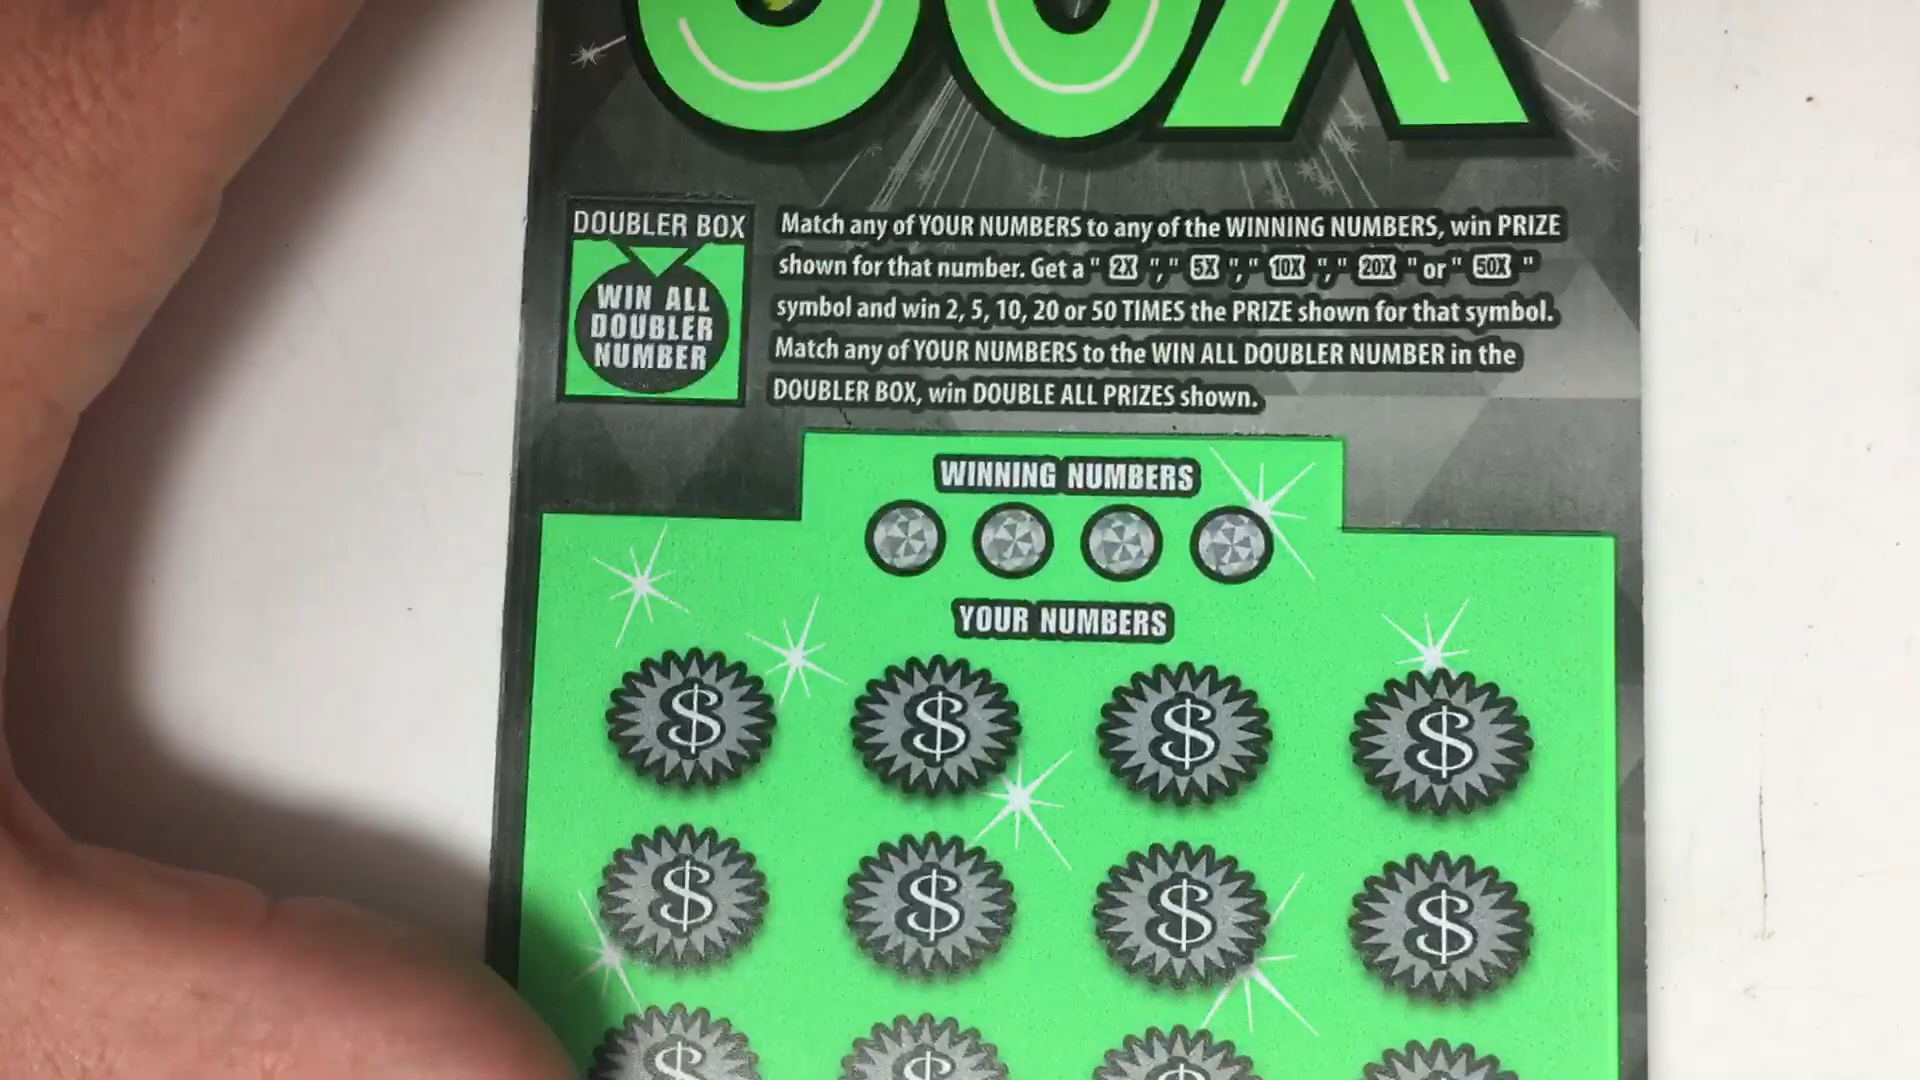 DOUBLER BOX
WIN ALL
DOUBLER
NUMBER
Match any of YOUR NUMBERS to any of the WINNING NUMBERS, win PRIZE
shown for that number. Get a " 2X "," 5X "," 10X "," 20X " or " 50X "
symbol and win 2, 5, 10, 20 or 50 TIMES the PRIZE shown for that symbol.
Match any of YOUR NUMBERS to the WIN ALL DOUBLER NUMBER in the
DOUBLER BOX, win DOUBLE ALL PRIZES shown.
WINNING NUMBERS
YOUR NUMBERS
$ $ $ $
$ $ $ $
$ $ $ $